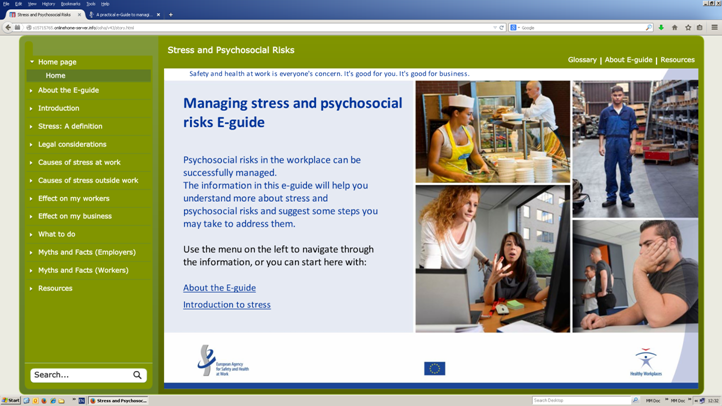 File Edit View History Bookmarks Tools Help
Stress and Psychosocial Risks
A practical e-Guide to managi...
Google
Stress and Psychosocial Risks
Glossary | About E-guide | Resources
Home page
Home
About the E-guide
Introduction
Stress: A definition
Legal considerations
Causes of stress at work
Causes of stress outside work
Effect on my workers
Effect on my business
What to do
Myths and Facts (Employers)
Myths and Facts (Workers)
Resources
Search...
Safety and health at work is everyone's concern. It's good for you. It's good for business.
Managing stress and psychosocial
risks E-guide
Psychosocial risks in the workplace can be
successfully managed.
The information in this e-guide will help you
understand more about stress and
psychosocial risks and suggest some steps you
may take to address them.
Use the menu on the left to navigate through
the information, or you can start here with:
About the E-guide
Introduction to stress
European Agency
for Safety and Health
at Work
Healthy Workplaces
Start
Stress and Psychosoc...
Search Desktop
MM Doc
MM Doc
12:32